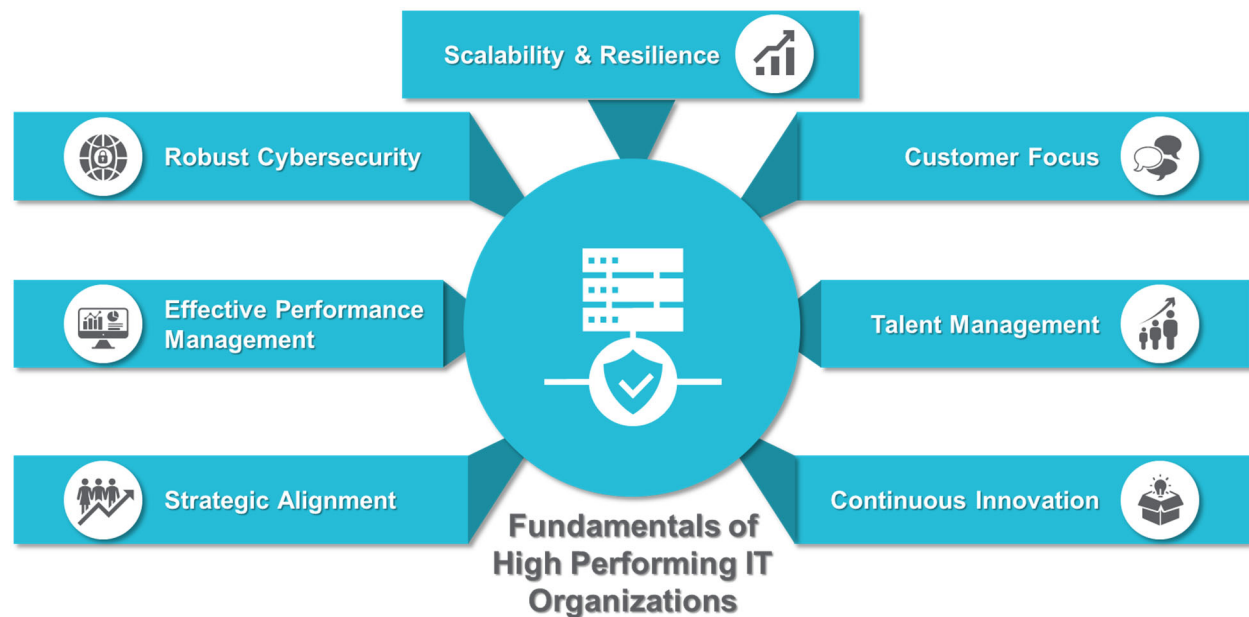 Scalability & Resilience
Robust Cybersecurity
Customer Focus
Effective Performance
Management
Talent Management
Strategic Alignment
Continuous Innovation
Fundamentals of
High Performing IT
Organizations